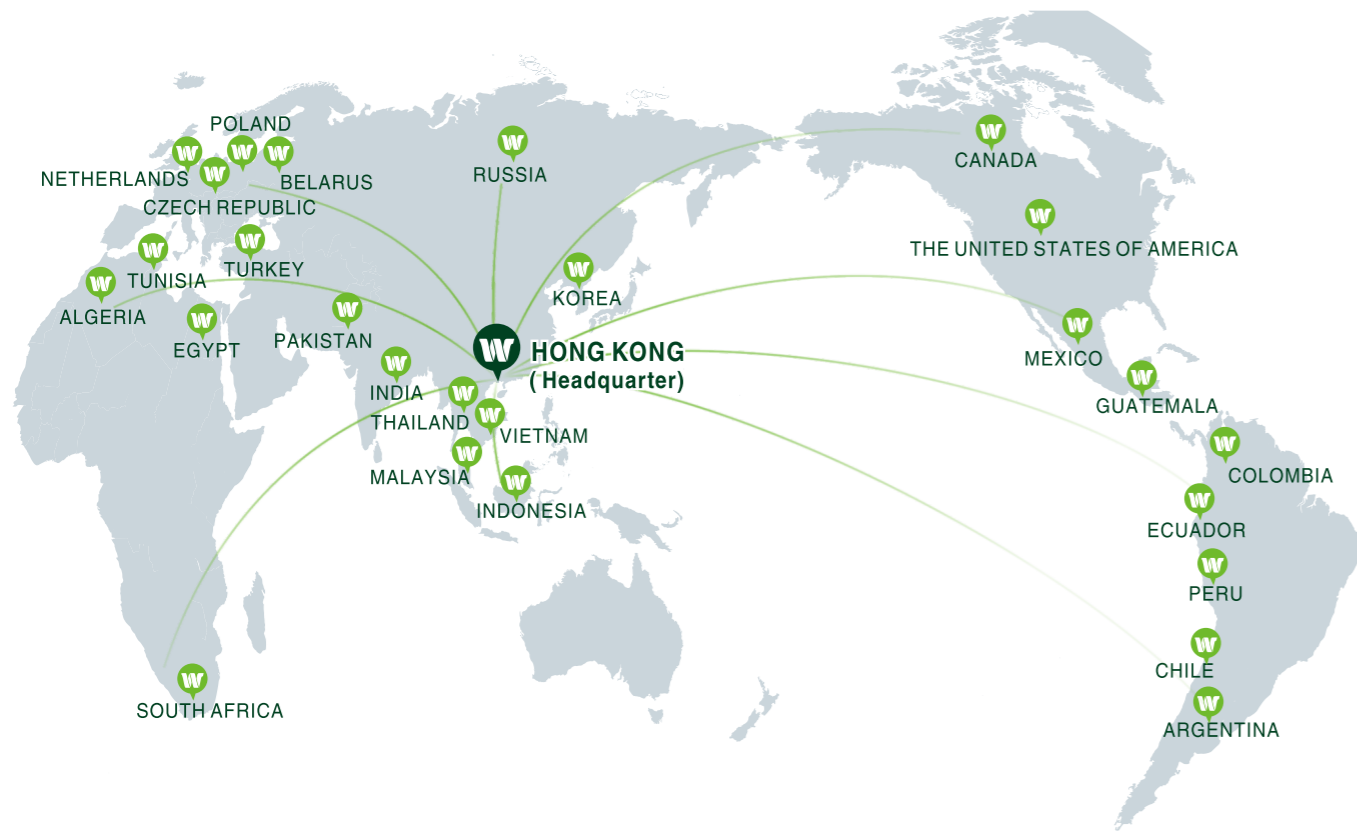 POLAND
NETHERLANDS
BELARUS
CZECH REPUBLIC
RUSSIA
CANADA
THE UNITED STATES OF AMERICA
TUNISIA
TURKEY
ALGERIA
EGYPT
PAKISTAN
KOREA
HONG KONG
(Headquarter)
INDIA
THAILAND
VIETNAM
MALAYSIA
INDONESIA
MEXICO
GUATEMALA
COLOMBIA
ECUADOR
PERU
CHILE
ARGENTINA
SOUTH AFRICA